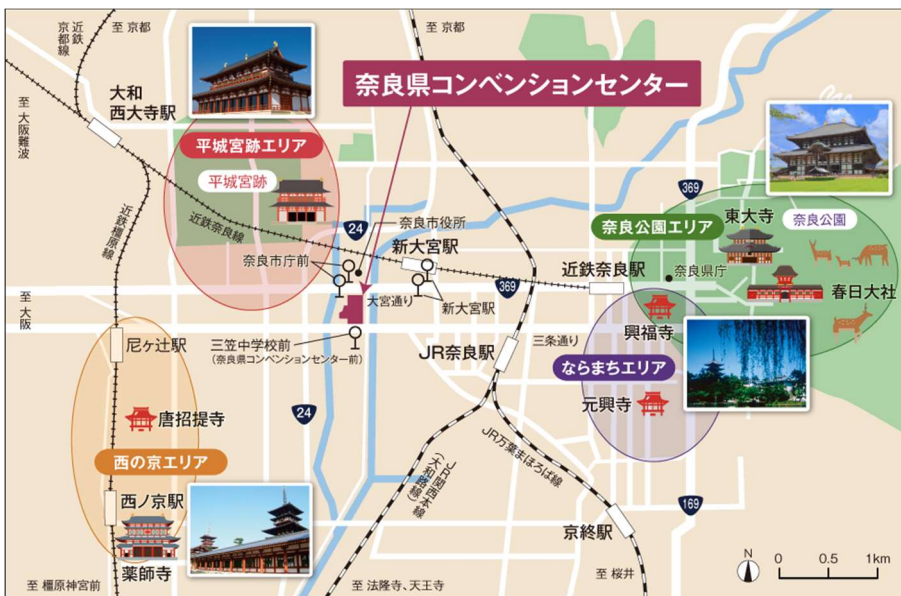 近鉄
京都線
至 京都
至 京都
奈良県コンベンションセンター
大和
西大寺駅
至 大阪難波
平城宮跡エリア
平城宮跡
近鉄橿原線
近鉄奈良線
24
奈良市役所
新大宮駅
奈良市庁前
大宮通り
新大宮駅
369
369
奈良公園エリア
東大寺
奈良公園
近鉄奈良駅
奈良県庁
春日大社
興福寺
至 大阪
尼ヶ辻駅
三笠中学校前
(奈良県コンベンションセンター前)
JR奈良駅
三条通り
ならまちエリア
元興寺
唐招提寺
24
西の京エリア
西ノ京駅
薬師寺
JR関西本線
(大和路線)
JR万葉まほろば線
京終駅
169
N
0 0.5 1km
至 橿原神宮前
至 法隆寺、天王寺
至 桜井